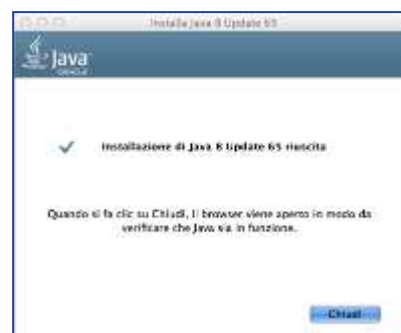 Installa Java 8 Update 65
Java
ORACLE
Installazione di Java 8 Update 65 riuscita
Quando si fa clic su Chiudi, il browser viene aperto in modo da
verificare che Java sia in funzione.
Chiudi